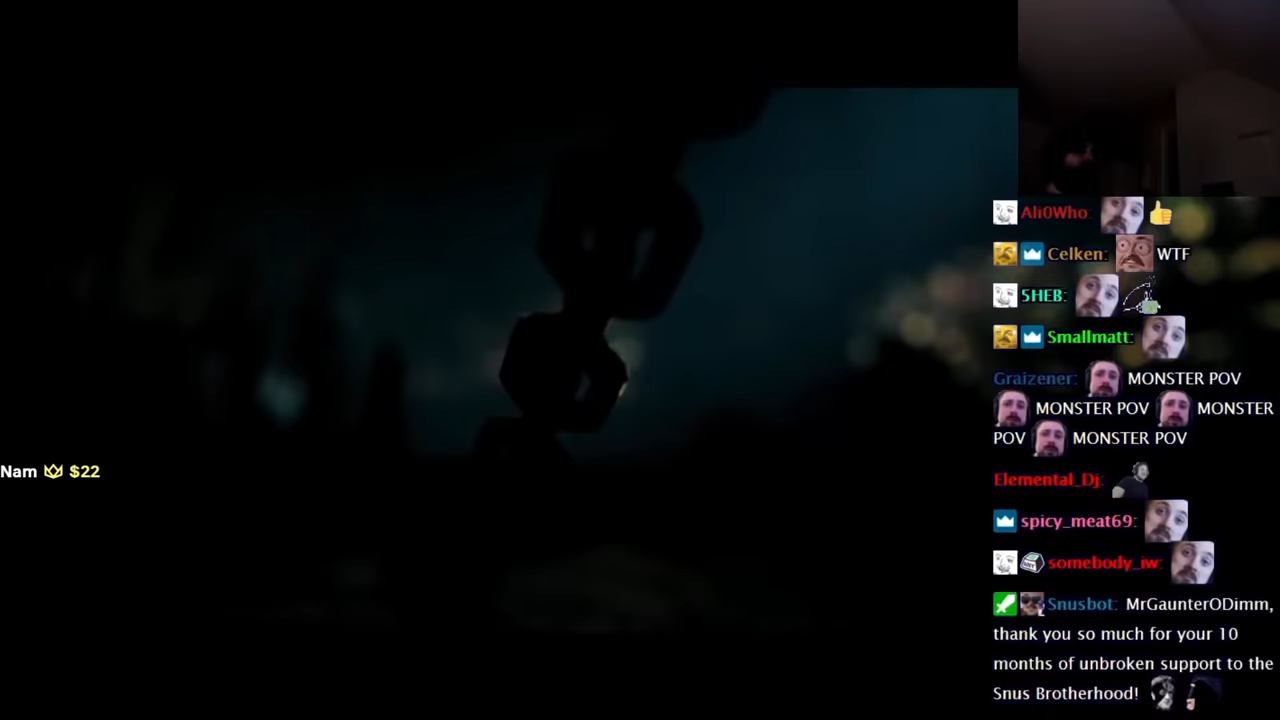 Ali0Who:
Celken: WTF
5HEB:
Smallmatt:
Graizener: MONSTER POV
MONSTER POV MONSTER
POV MONSTER POV
Nam $22
Elemental_Dj:
spicy_meat69:
somebody_iw:
Snusbot: MrGaunterODimm,
thank you so much for your 10
months of unbroken support to the
Snus Brotherhood!